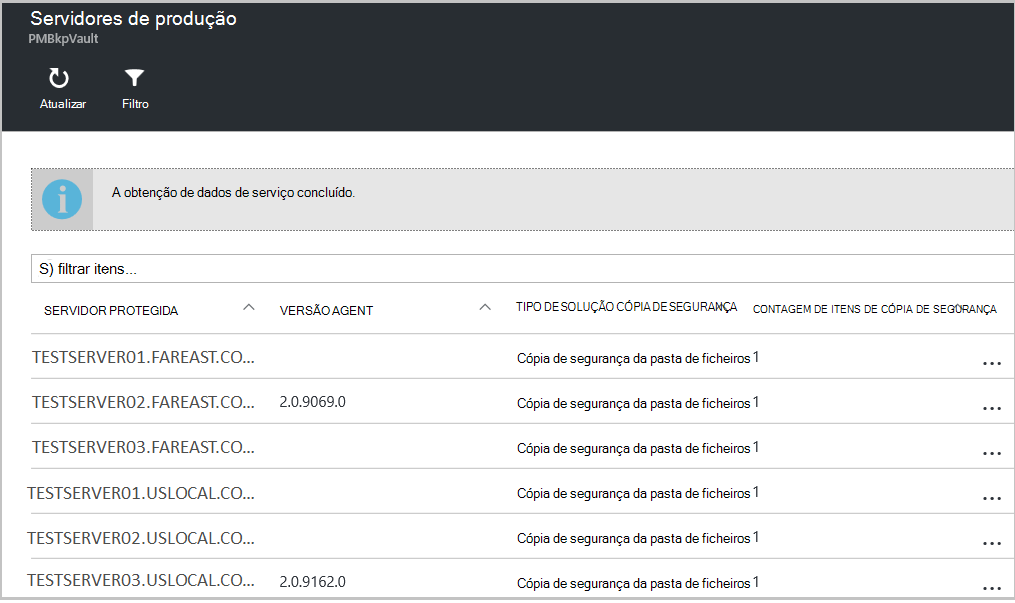 Servidores de produção
PMBkpVault
Atualizar Filtro
A obtenção de dados de serviço concluído.
S) filtrar itens...
SERVIDOR PROTEGIDA VERSÃO AGENT TIPO DE SOLUÇÃO CÓPIA DE SEGURANÇA CONTAGEM DE ITENS DE CÓPIA DE SEGURANÇA
TESTSERVER01.FAREAST.CO... Cópia de segurança da pasta de ficheiros 1 ...
TESTSERVER02.FAREAST.CO... 2.0.9069.0 Cópia de segurança da pasta de ficheiros 1 ...
TESTSERVER03.FAREAST.CO... Cópia de segurança da pasta de ficheiros 1 ...
TESTSERVER01.USLOCAL.CO... Cópia de segurança da pasta de ficheiros 1 ...
TESTSERVER02.USLOCAL.CO... Cópia de segurança da pasta de ficheiros 1 ...
TESTSERVER03.USLOCAL.CO... 2.0.9162.0 Cópia de segurança da pasta de ficheiros 1 ...